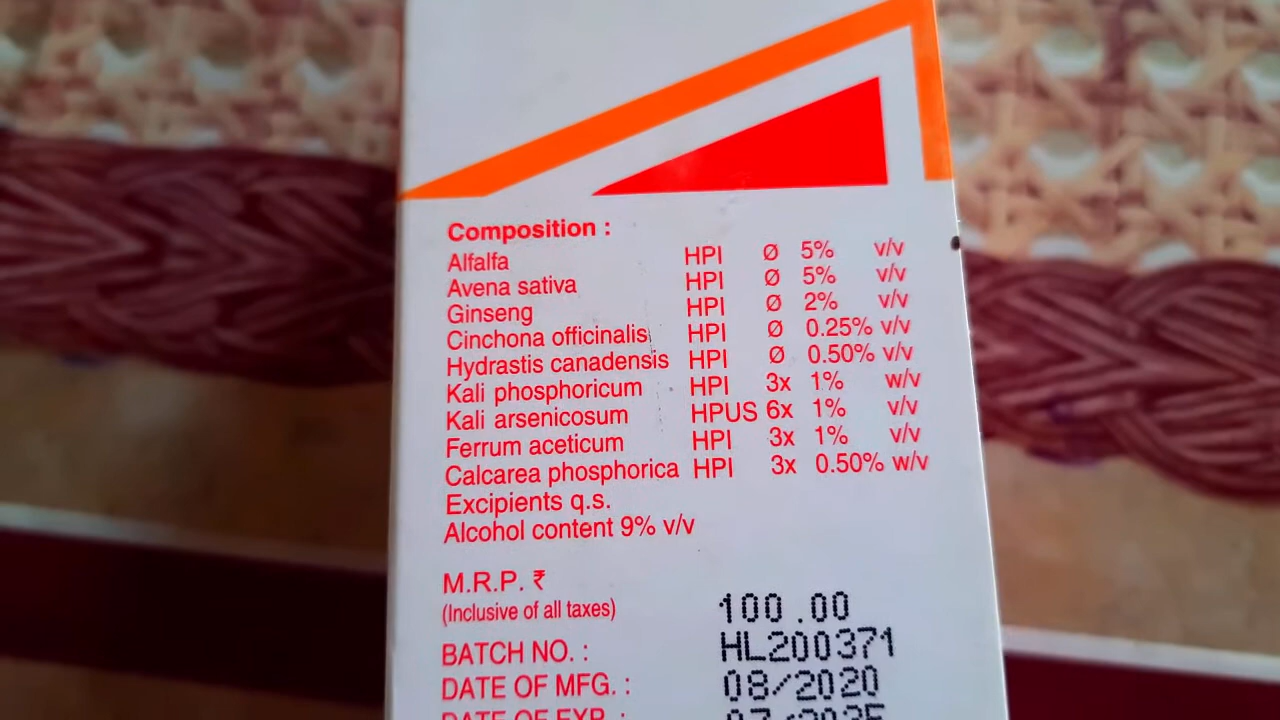 Composition :
Alfalfa HPI Ø 5% v/v
Avena sativa HPI Ø 5% v/v
Ginseng HPI Ø 2% v/v
Cinchona officinalis HPI Ø 0.25% v/v
Hydrastis canadensis HPI Ø 0.50% v/v
Kali phosphoricum HPI 3x 1% w/v
Kali arsenicosum HPUS 6x 1% v/v
Ferrum aceticum HPI 3x 1% v/v
Calcarea phosphorica HPI 3x 0.50% w/v
Excipients q.s.
Alcohol content 9% v/v
M.R.P. ₹
(Inclusive of all taxes) 100.00
BATCH NO. : HL200371
DATE OF MFG. : 08/2020
DATE OF EXP. :